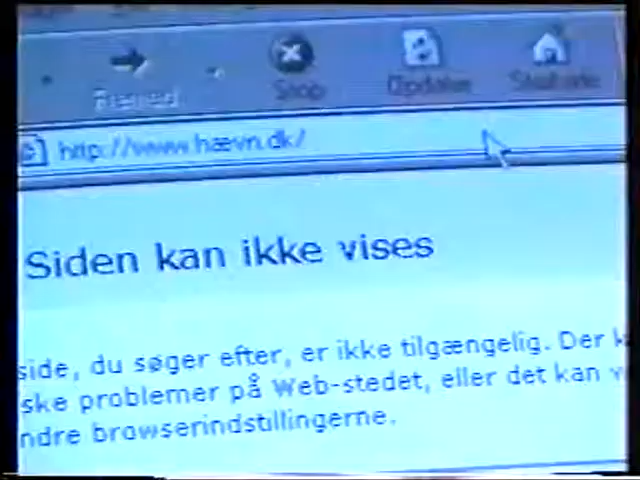 Fremad Stop Opdater Startside
http://www.hævn.dk/
Siden kan ikke vises
side, du søger efter, er ikke tilgængelig. Der k
ske problemer på Web-stedet, eller det kan v
ndre browserindstillingerne.